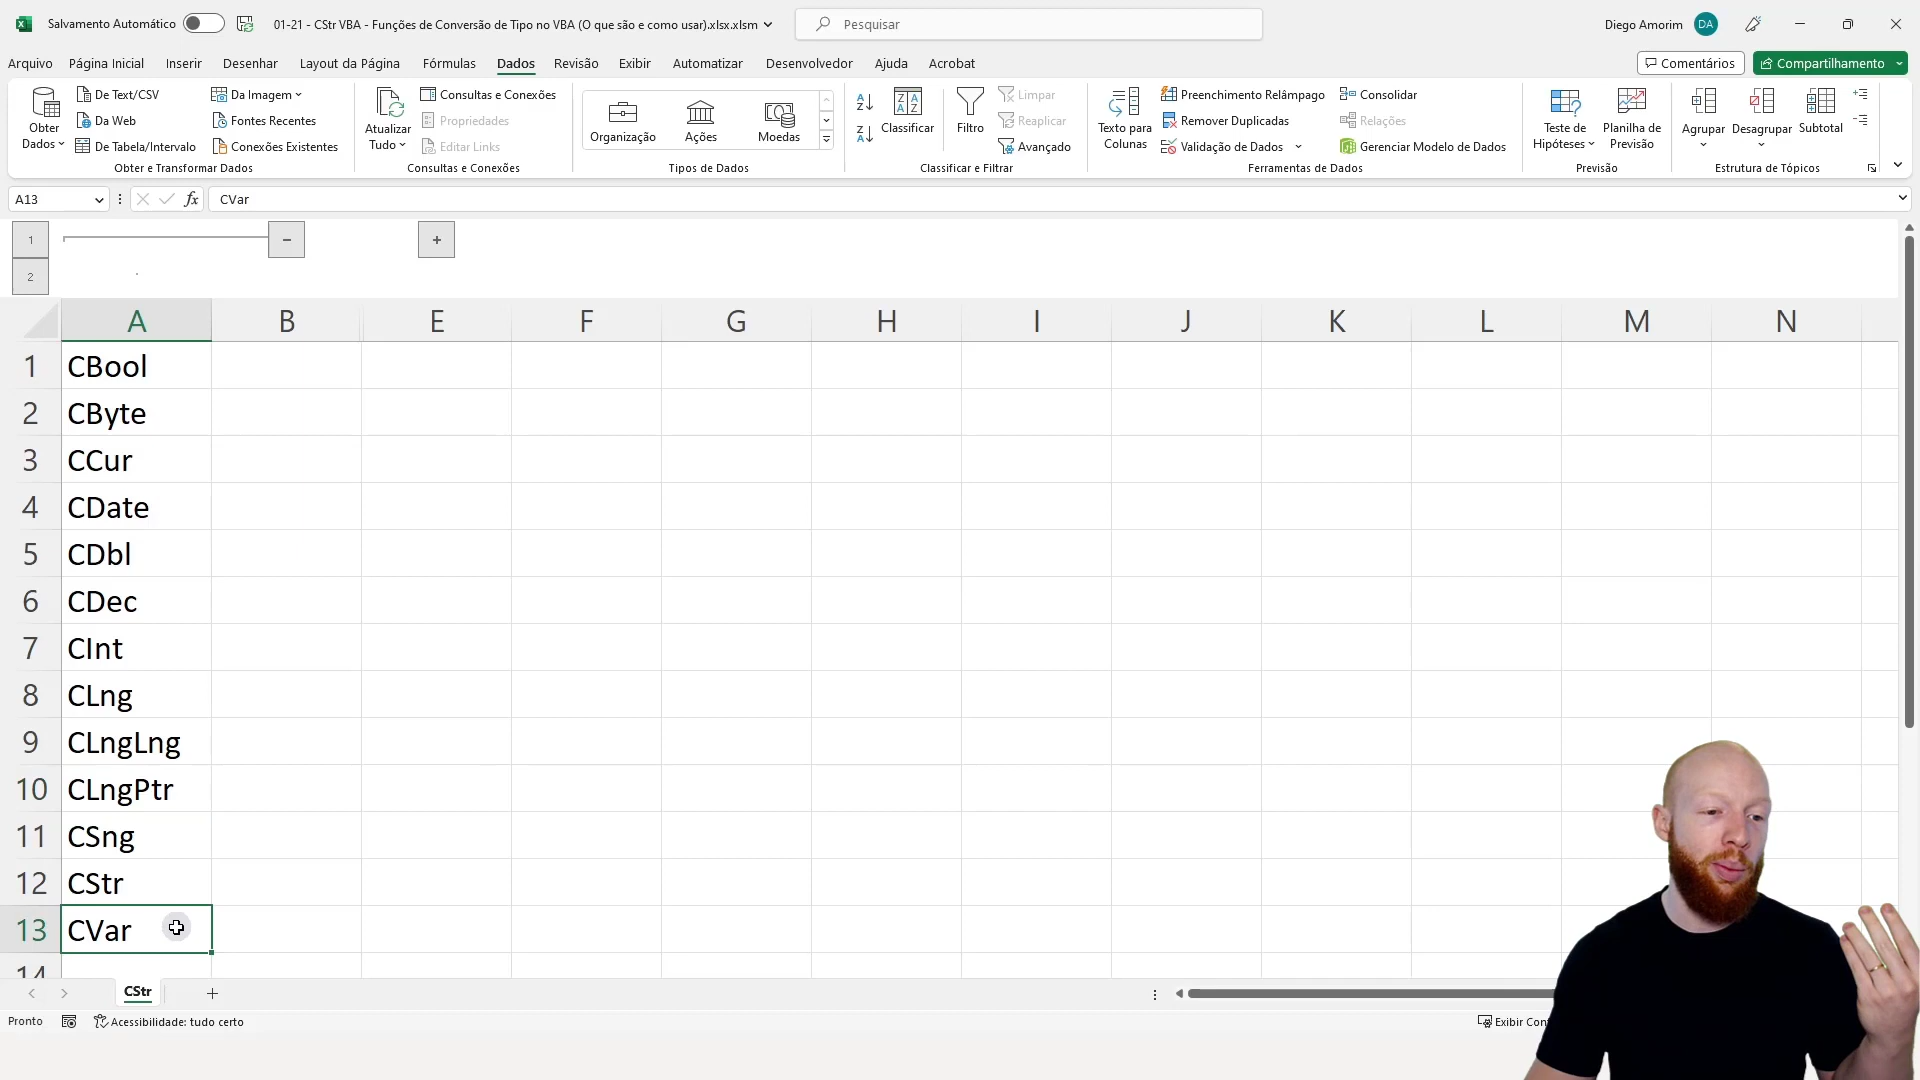 Salvamento Automático
01-21 - CStr VBA - Funções de Conversão de Tipo no VBA (O que são e como usar).xlsx.xlsm
Pesquisar
Diego Amorim DA
Arquivo Página Inicial Inserir Desenhar Layout da Página Fórmulas Dados Revisão Exibir Automatizar Desenvolvedor Ajuda Acrobat
Comentários Compartilhamento
Obter Dados
De Text/CSV
Da Web
De Tabela/Intervalo
Da Imagem
Fontes Recentes
Conexões Existentes
Obter e Transformar Dados
Atualizar Tudo
Consultas e Conexões
Propriedades
Editar Links
Consultas e Conexões
Organização Ações Moedas
Tipos de Dados
Classificar
Filtro
Limpar
Reaplicar
Avançado
Classificar e Filtrar
Texto para Colunas
Preenchimento Relâmpago
Remover Duplicadas
Validação de Dados
Consolidar
Relações
Gerenciar Modelo de Dados
Ferramentas de Dados
Teste de Hipóteses
Planilha de Previsão
Previsão
Agrupar Desagrupar Subtotal
Estrutura de Tópicos
A13 fx CVar
1
2
A B E F G H I J K L M N
1 CBool
2 CByte
3 CCur
4 CDate
5 CDbl
6 CDec
7 CInt
8 CLng
9 CLngLng
10 CLngPtr
11 CSng
12 CStr
13 CVar
14
CStr
Pronto Acessibilidade: tudo certo
Exibir